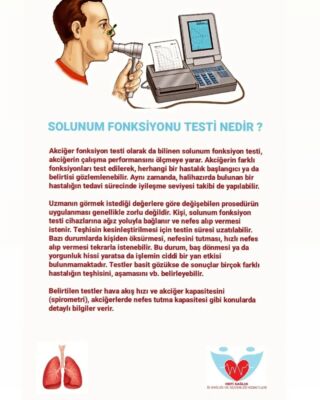 SOLUNUM FONKSİYONU TESTİ NEDİR ?
Akciğer fonksiyon testi olarak da bilinen solunum fonksiyon testi,
akciğerin çalışma performansını ölçmeye yarar. Akciğerin farklı
fonksiyonları test edilerek, herhangi bir hastalık başlangıcı ya da
belirtisi gözlemlenebilir. Aynı zamanda, halihazırda bulunan bir
hastalığın tedavi sürecinde iyileşme seviyesi takibi de yapılabilir.
Uzmanın görmek istediği değerlere göre değişebilen prosedürün
uygulanması genellikle zorlu değildir. Kişi, solunum fonksiyon
testi cihazlarına ağız yoluyla bağlanır ve nefes alıp vermesi
istenir. Teşhisin kesinleştirilmesi için testin süresi uzatılabilir.
Bazı durumlarda kişiden öksürmesi, nefesini tutması, hızlı nefes
alıp vermesi tekrarla istenebilir. Bu durum, baş dönmesi ya da
yorgunluk hissi yaratsa da işlemin ciddi bir yan etkisi
bulunmamaktadır. Testler basit gözükse de sonuçlar birçok farklı
hastalığın teşhisini, aşamasını vb. belirleyebilir.
Belirtilen testler hava akış hızı ve akciğer kapasitesini
(spirometri), akciğerlerde nefes tutma kapasitesi gibi konularda
detaylı bilgiler verir.